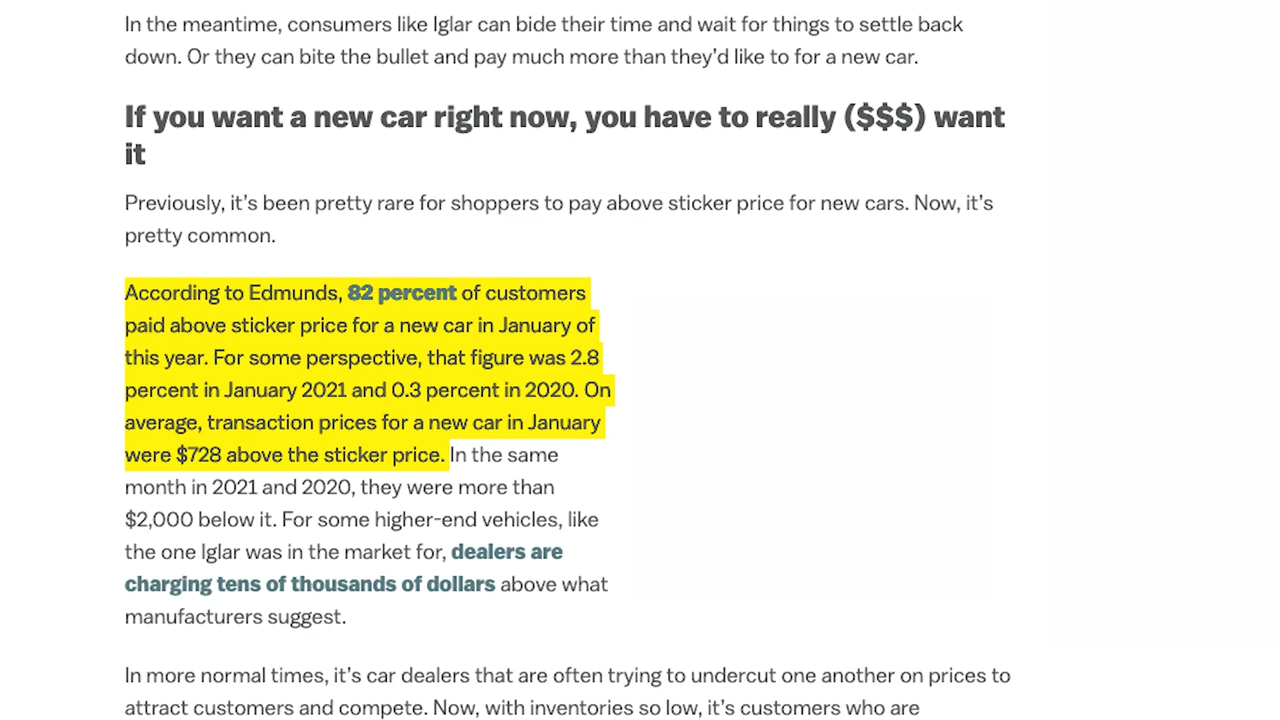 In the meantime, consumers like Iglar can bide their time and wait for things to settle back
down. Or they can bite the bullet and pay much more than they’d like to for a new car.
If you want a new car right now, you have to really ($$$) want
it
Previously, it’s been pretty rare for shoppers to pay above sticker price for new cars. Now, it’s
pretty common.
According to Edmunds, 82 percent of customers
paid above sticker price for a new car in January of
this year. For some perspective, that figure was 2.8
percent in January 2021 and 0.3 percent in 2020. On
average, transaction prices for a new car in January
were $728 above the sticker price. In the same
month in 2021 and 2020, they were more than
$2,000 below it. For some higher-end vehicles, like
the one Iglar was in the market for, dealers are
charging tens of thousands of dollars above what
manufacturers suggest.
In more normal times, it’s car dealers that are often trying to undercut one another on prices to
attract customers and compete. Now, with inventories so low, it’s customers who are